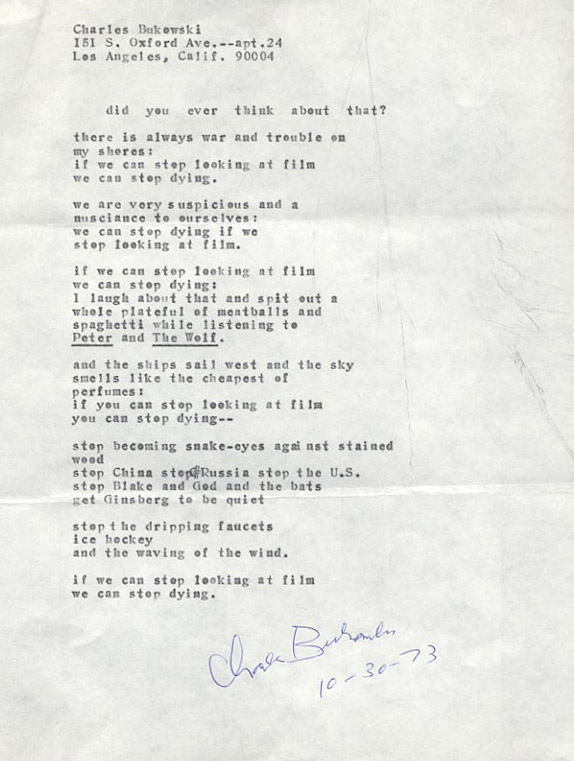 Charles Bukowski
151 S. Oxford Ave.--apt.24
Los Angeles, Calif. 90004
did you ever think about that?
there is always war and trouble on
my shores:
if we can stop looking at film
we can stop dying.
we are very suspicious and a
nusciance to ourselves:
we can stop dying if we
stop looking at film.
if we can stop looking at film
we can stop dying:
I laugh about that and spit out a
whole plateful of meatballs and
spaghetti while listening to
Peter and The Wolf.
and the ships sail west and the sky
smells like the cheapest of
perfumes:
if you can stop looking at film
you can stop dying--
stop becoming snake-eyes against stained
wood
stop China stop Russia stop the U.S.
stop Blake and God and the bats
get Ginsberg to be quiet
stop the dripping faucets
ice hockey
and the waving of the wind.
if we can stop looking at film
we can stop dying.
Charles Bukowski
10-30-73